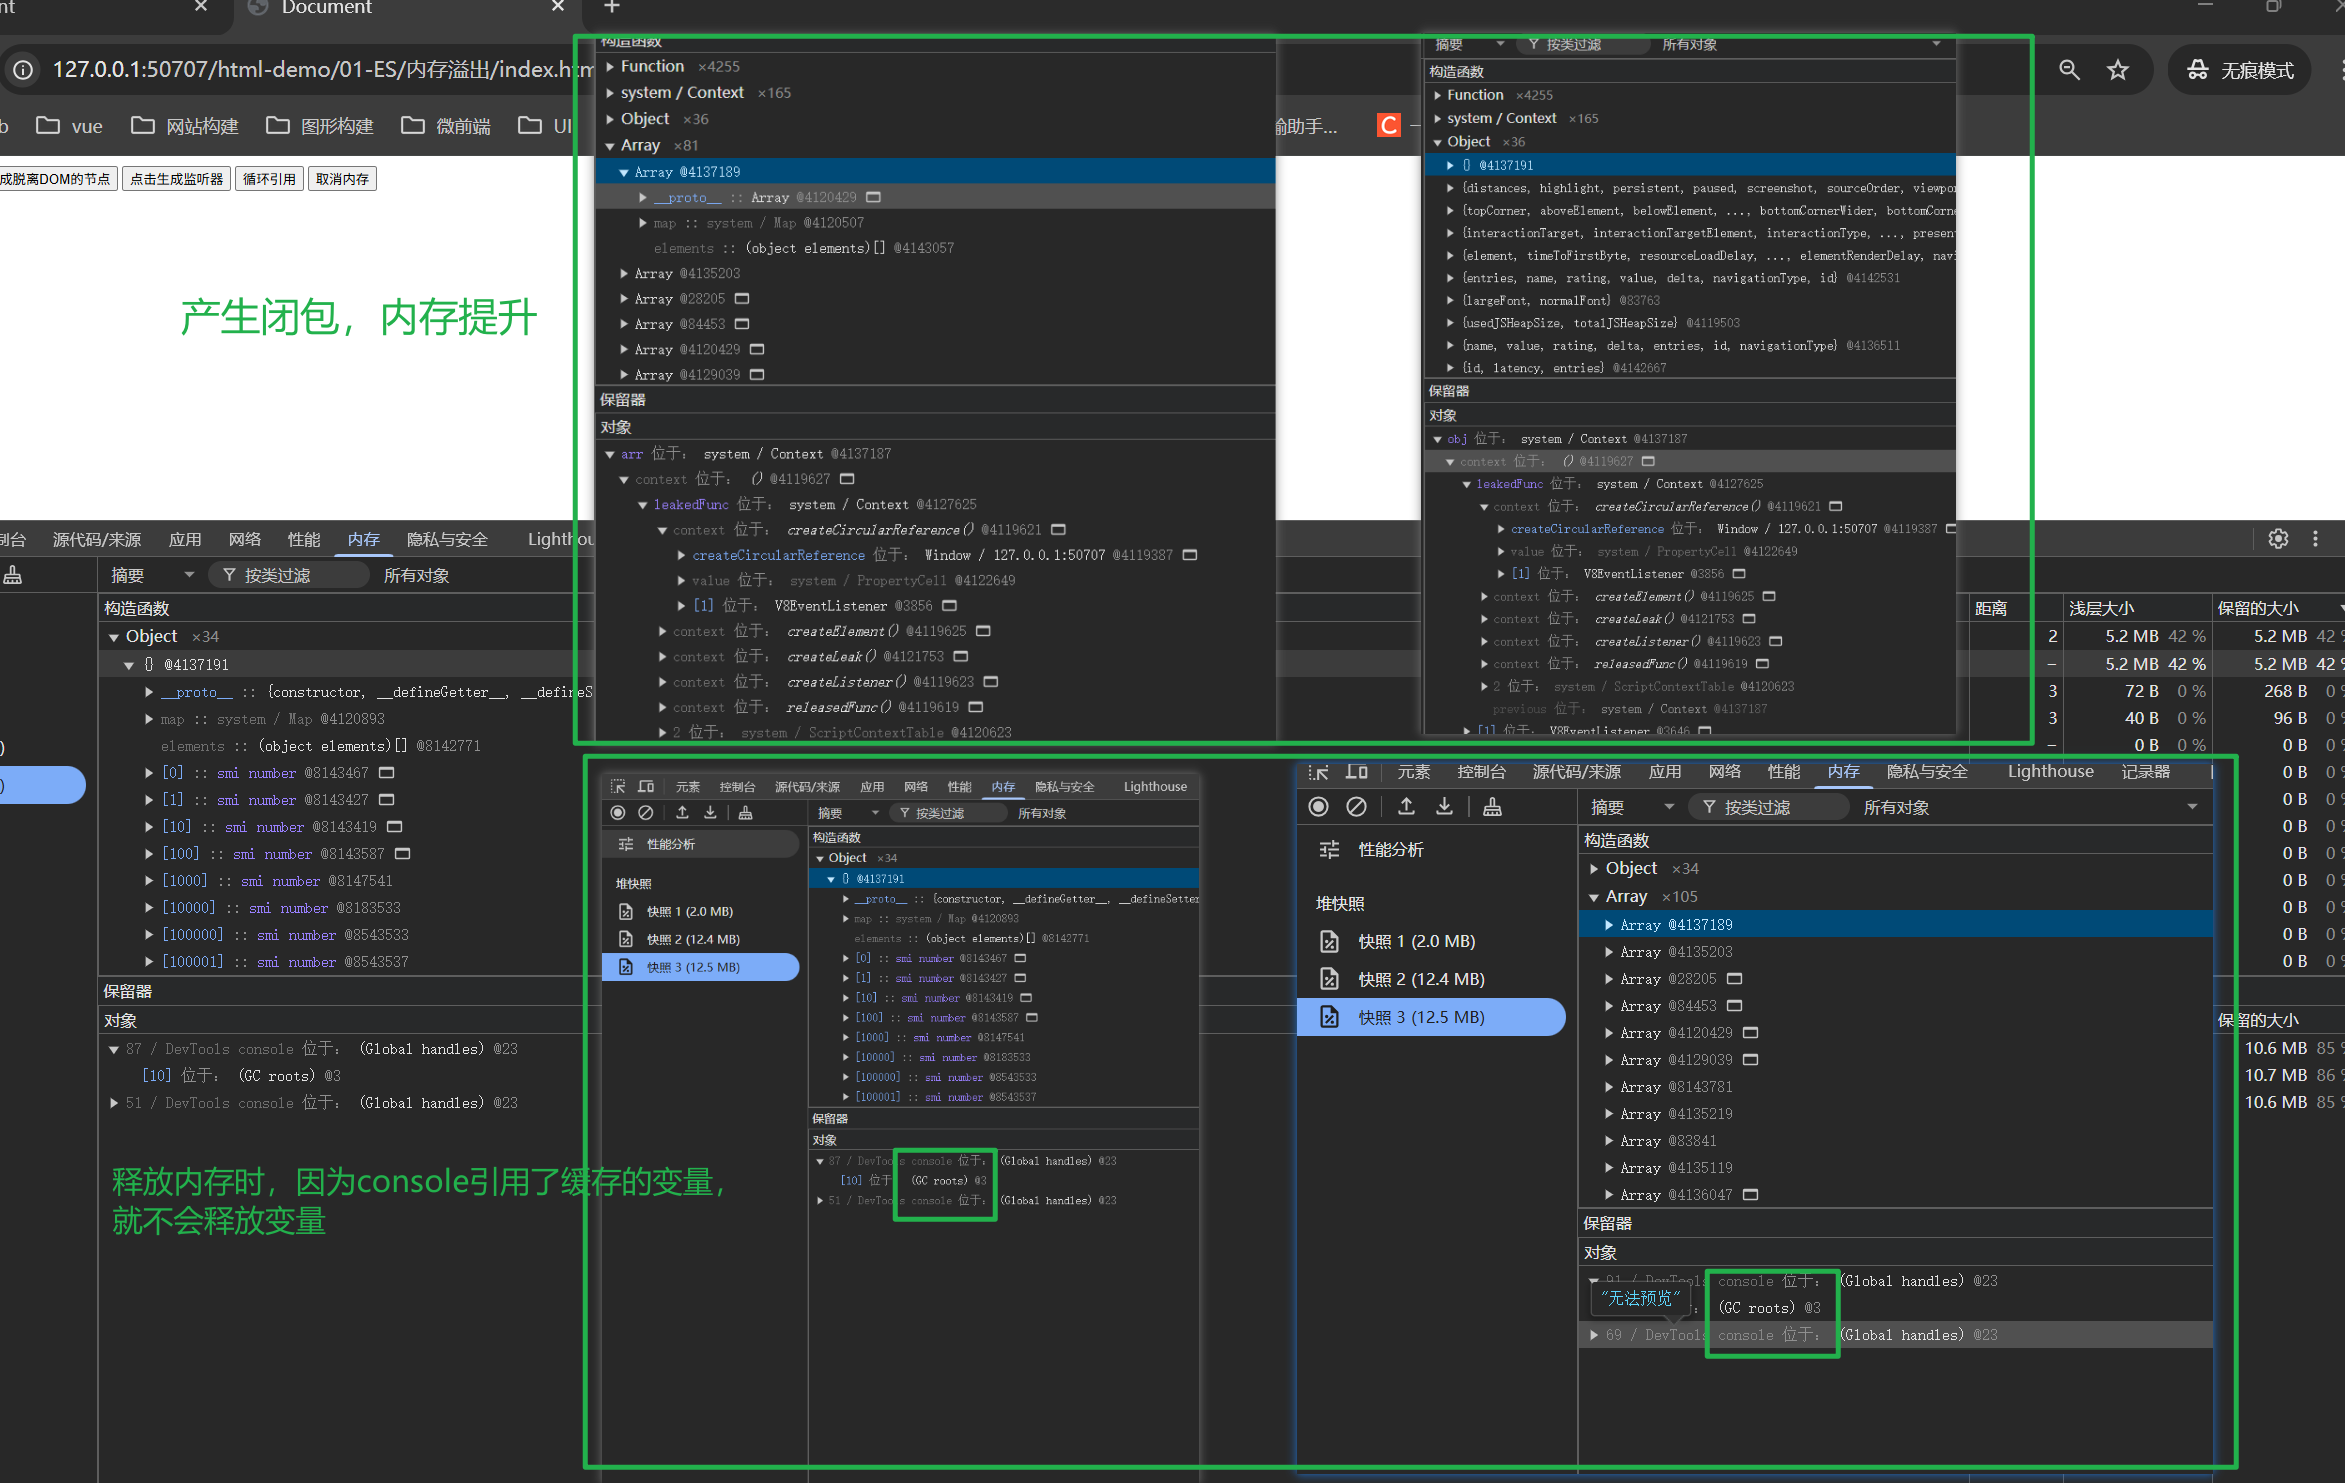 Document
127.0.0.1:50707/html-demo/01-ES/内存溢出/index.htm
无痕模式
vue
网站构建
图形构建
微前端
UI
输助手...
成脱离DOM的节点
点击生成监听器
循环引用
取消内存
产生闭包，内存提升
构造函数
Function ×4255
system / Context ×165
Object ×36
Array ×81
Array @4137189
__proto__ :: Array @4120429
map :: system / Map @4120507
elements :: (object elements)[] @4143057
Array @4135203
Array @28205
Array @84453
Array @4120429
Array @4129039
保留器
对象
arr 位于： system / Context @4137187
context 位于： () @4119627
leakedFunc 位于： system / Context @4127625
context 位于： createCircularReference() @4119621
createCircularReference 位于： Window / 127.0.0.1:50707 @4119387
value 位于： system / PropertyCell @4122649
[1] 位于： V8EventListener @3856
context 位于： createElement() @4119625
context 位于： createLeak() @4121753
context 位于： createListener() @4119623
context 位于： releasedFunc() @4119619
2 位于： system / ScriptContextTable @4120623
摘要 按类过滤 所有对象
构造函数
Function ×4255
system / Context ×165
Object ×36
{} @4137191
{distances, highlight, persistent, paused, screenshot, sourceOrder, viewpor
{topCorner, aboveElement, belowElement, ..., bottomCornerWider, bottomCorne
{interactionTarget, interactionTargetElement, interactionType, ..., present
{element, timeToFirstByte, resourceLoadDelay, ..., elementRenderDelay, navi
{entries, name, rating, value, delta, navigationType, id} @4142531
{largeFont, normalFont} @83763
{usedJSHeapSize, totalJSHeapSize} @4119503
{name, value, rating, delta, entries, id, navigationType} @4136511
{id, latency, entries} @4142667
保留器
对象
obj 位于： system / Context @4137187
context 位于： () @4119627
leakedFunc 位于： system / Context @4127625
context 位于： createCircularReference() @4119621
createCircularReference 位于： Window / 127.0.0.1:50707 @4119387
value 位于： system / PropertyCell @4122649
[1] 位于： V8EventListener @3856
context 位于： createElement() @4119625
context 位于： createLeak() @4121753
context 位于： createListener() @4119623
context 位于： releasedFunc() @4119619
2 位于： system / ScriptContextTable @4120623
previous 位于： system / Context @4137187
[1] 位于： V8EventListener @3646
制台 源代码/来源 应用 网络 性能 内存 隐私与安全 Lighthou
摘要 按类过滤 所有对象
构造函数
距离 浅层大小 保留的大小
Object ×34
2 5.2 MB 42 % 5.2 MB 42 %
{} @4137191
– 5.2 MB 42 % 5.2 MB 42 %
__proto__ :: {constructor, __defineGetter__, __defineS
3 72 B 0 % 268 B 0 %
map :: system / Map @4120893
3 40 B 0 % 96 B 0 %
elements :: (object elements)[] @8142771
– 0 B 0 % 0 B 0 %
[0] :: smi number @8143467
0 B 0
[1] :: smi number @8143427
0 B 0
[10] :: smi number @8143419
0 B 0
[100] :: smi number @8143587
0 B 0
[1000] :: smi number @8147541
0 B 0
[10000] :: smi number @8183533
0 B 0
[100000] :: smi number @8543533
0 B 0
[100001] :: smi number @8543537
0 B 0
保留器
对象
保留的大小
87 / DevTools console 位于： (Global handles) @23
10.6 MB 85 %
[10] 位于： (GC roots) @3
10.7 MB 86 %
51 / DevTools console 位于： (Global handles) @23
10.6 MB 85 %
释放内存时，因为console引用了缓存的变量，
就不会释放变量
元素 控制台 源代码/来源 应用 网络 性能 内存 隐私与安全 Lighthouse
摘要 按类过滤 所有对象
性能分析
堆快照
快照 1 (2.0 MB)
快照 2 (12.4 MB)
快照 3 (12.5 MB)
构造函数
Object ×34
{} @4137191
__proto__ :: {constructor, __defineGetter__, __defineSetter
map :: system / Map @4120893
elements :: (object elements)[] @8142771
[0] :: smi number @8143467
[1] :: smi number @8143427
[10] :: smi number @8143419
[100] :: smi number @8143587
[1000] :: smi number @8147541
[10000] :: smi number @8183533
[100000] :: smi number @8543533
[100001] :: smi number @8543537
保留器
对象
87 / DevTools console 位于： (Global handles) @23
[10] 位于 (GC roots) @3
51 / DevTools console 位于： (Global handles) @23
元素 控制台 源代码/来源 应用 网络 性能 内存 隐私与安全 Lighthouse 记录器
摘要 按类过滤 所有对象
性能分析
堆快照
快照 1 (2.0 MB)
快照 2 (12.4 MB)
快照 3 (12.5 MB)
构造函数
Object ×34
Array ×105
Array @4137189
Array @4135203
Array @28205
Array @84453
Array @4120429
Array @4129039
Array @8143781
Array @4135219
Array @83841
Array @4135119
Array @4136047
保留器
对象
91 / DevTools console 位于： (Global handles) @23
"无法预览"
(GC roots) @3
69 / DevTools console 位于： (Global handles) @23